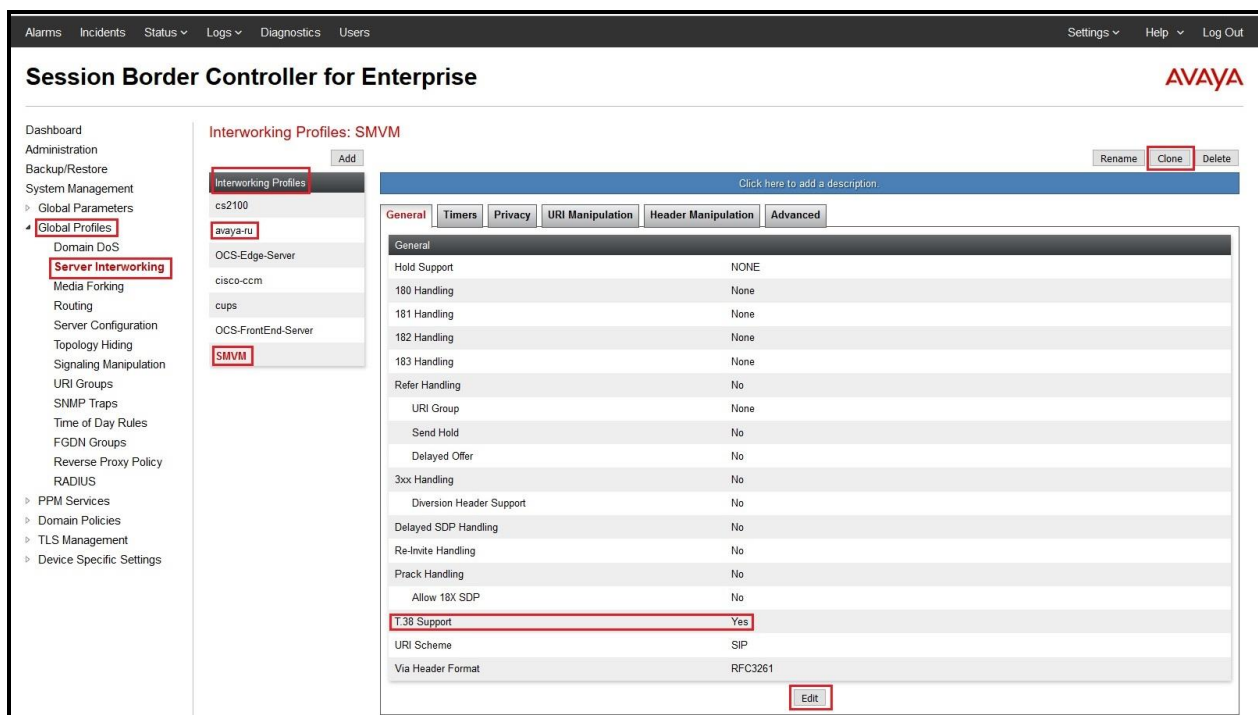 Alarms Incidents Status Logs Diagnostics Users Settings Help Log Out
Session Border Controller for Enterprise
AVAYA
Dashboard
Administration
Backup/Restore
System Management
Global Parameters
Global Profiles
Domain DoS
Server Interworking
Media Forking
Routing
Server Configuration
Topology Hiding
Signaling Manipulation
URI Groups
SNMP Traps
Time of Day Rules
FGDN Groups
Reverse Proxy Policy
RADIUS
PPM Services
Domain Policies
TLS Management
Device Specific Settings
Interworking Profiles: SMVM
Add
Rename Clone Delete
Interworking Profiles
cs2100
avaya-ru
OCS-Edge-Server
cisco-ccm
cups
OCS-FrontEnd-Server
SMVM
Click here to add a description.
General Timers Privacy URI Manipulation Header Manipulation Advanced
General
Hold Support NONE
180 Handling None
181 Handling None
182 Handling None
183 Handling None
Refer Handling No
URI Group None
Send Hold No
Delayed Offer No
3xx Handling No
Diversion Header Support No
Delayed SDP Handling No
Re-Invite Handling No
Prack Handling No
Allow 18X SDP No
T.38 Support Yes
URI Scheme SIP
Via Header Format RFC3261
Edit